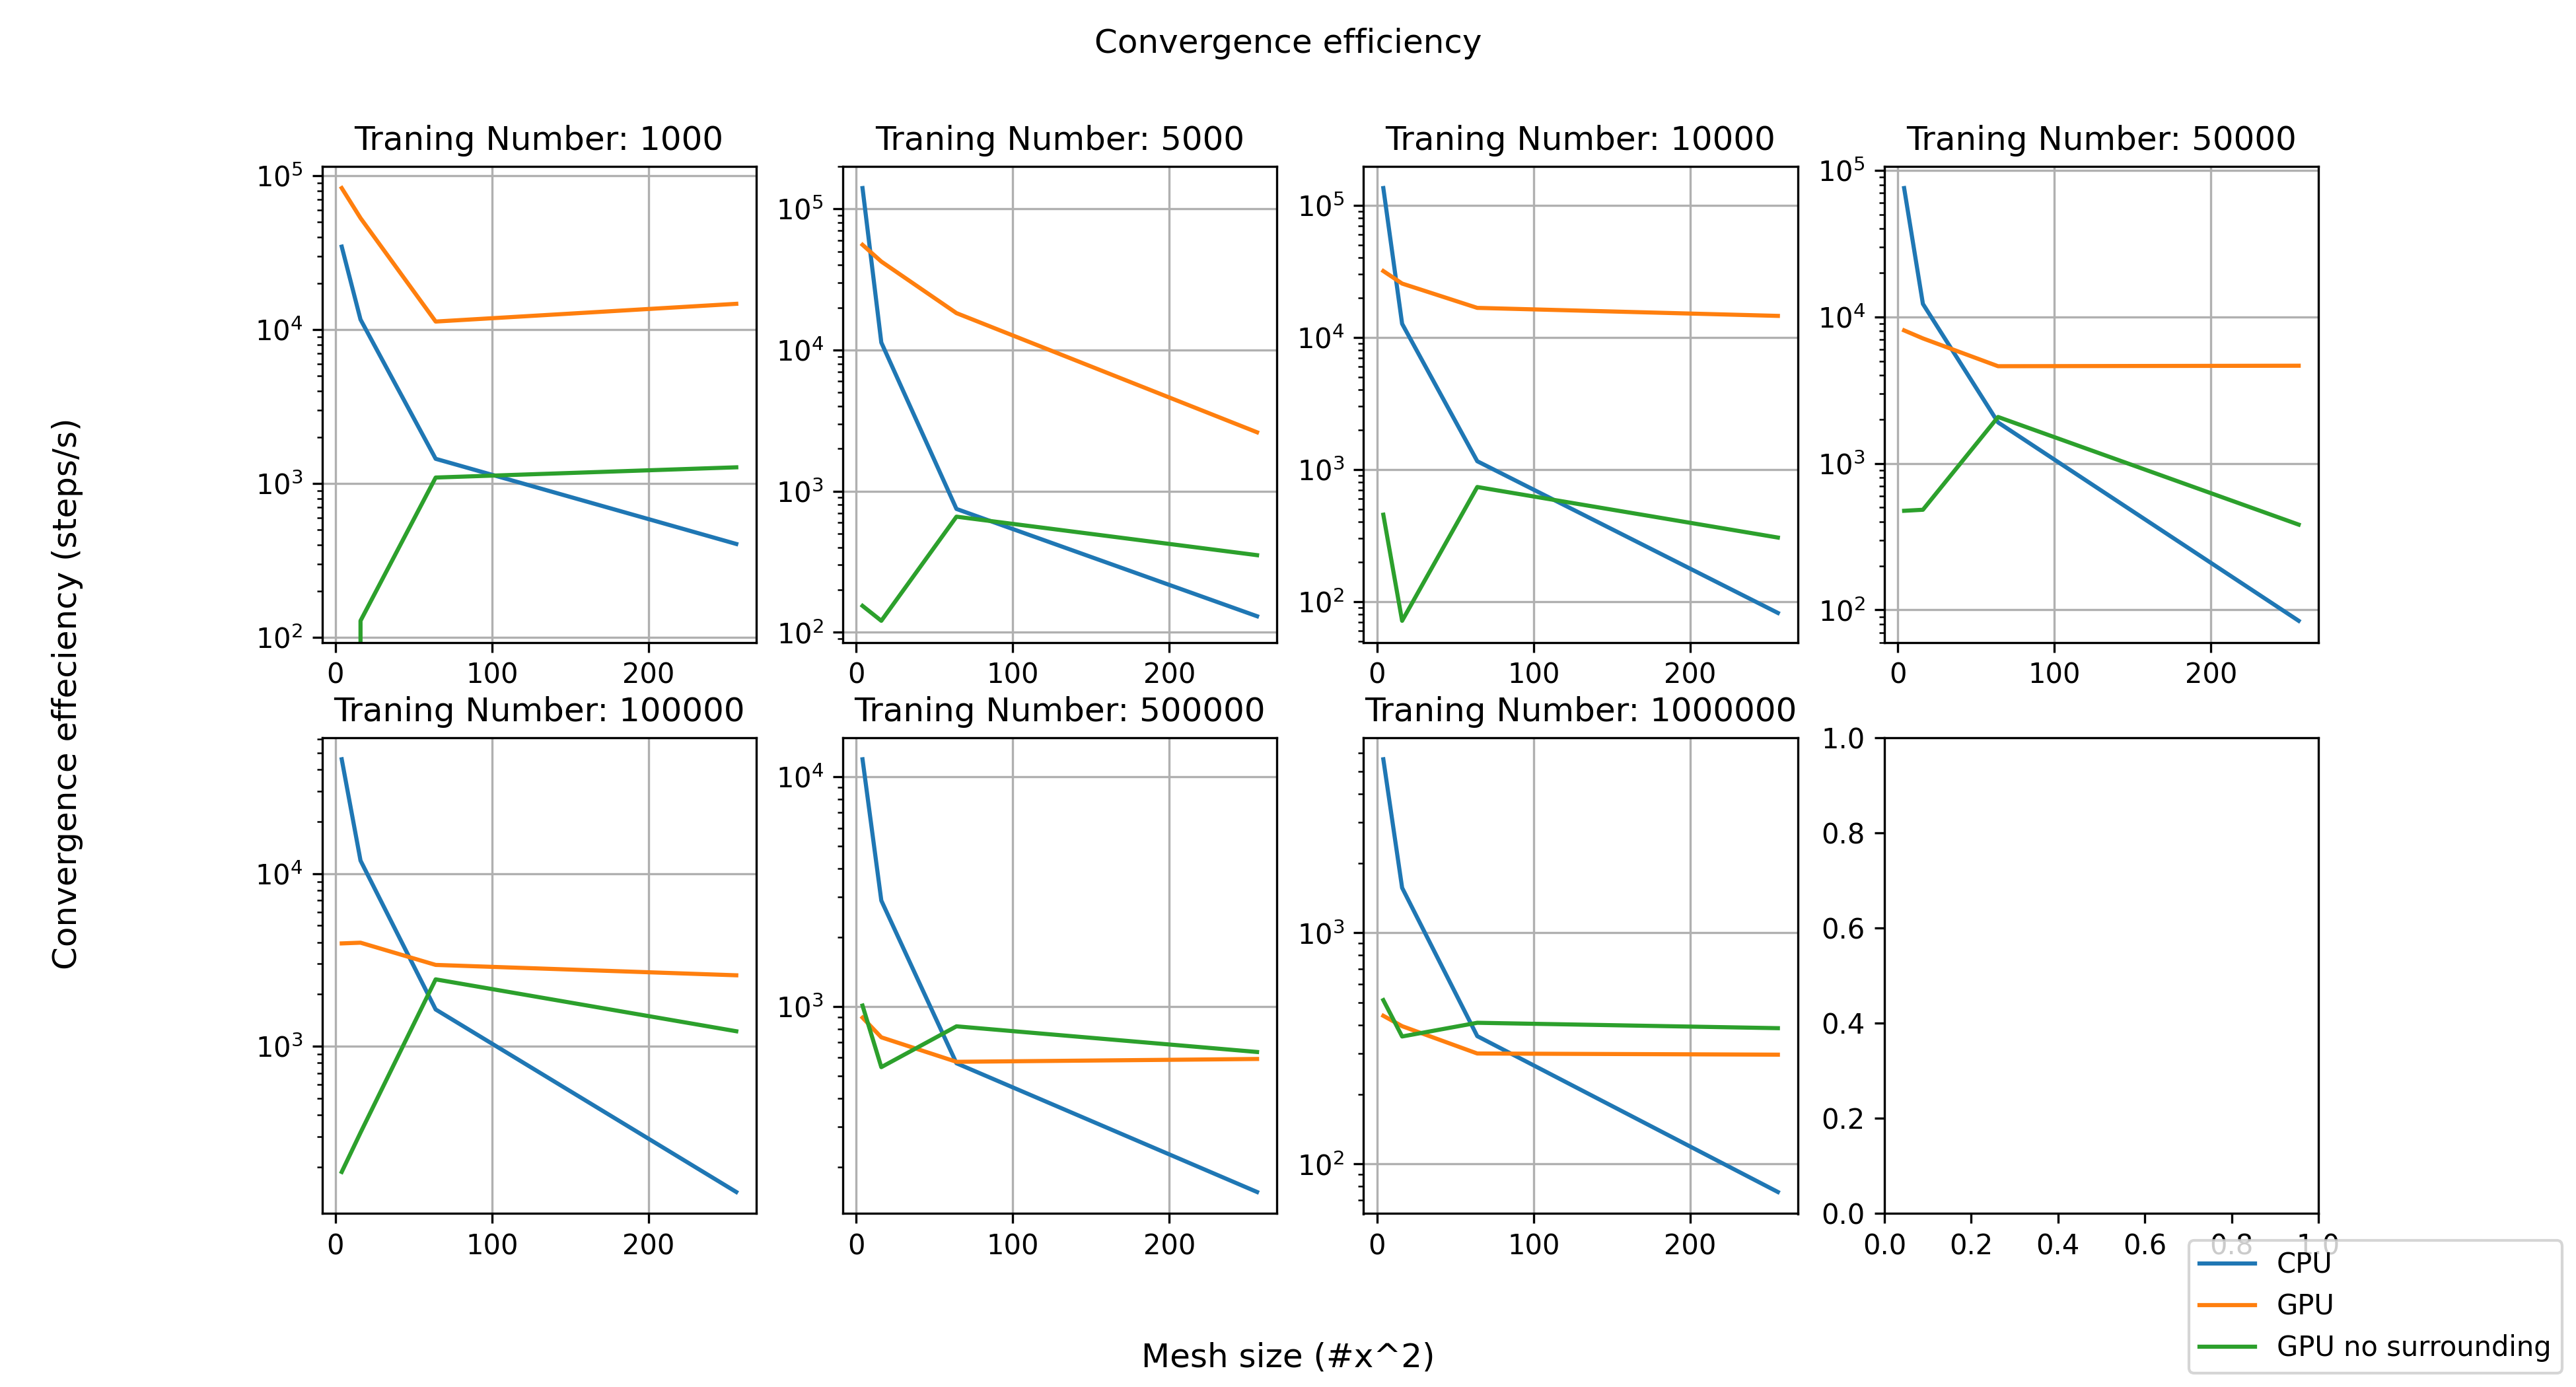 Convergence efficiency
Traning Number: 1000
Traning Number: 5000
Traning Number: 10000
Traning Number: 50000
10^5
10^4
10^3
10^2
0 100 200
10^5
10^4
10^3
10^2
0 100 200
10^5
10^4
10^3
10^2
0 100 200
10^5
10^4
10^3
10^2
0 100 200
Convergence effeciency (steps/s)
Traning Number: 100000
Traning Number: 500000
Traning Number: 1000000
10^4
10^3
0 100 200
10^4
10^3
0 100 200
10^3
10^2
0 100 200
1.0
0.8
0.6
0.4
0.2
0.0
0.0 0.2 0.4 0.6 0.8 1.0
CPU
GPU
GPU no surrounding
Mesh size (#x^2)